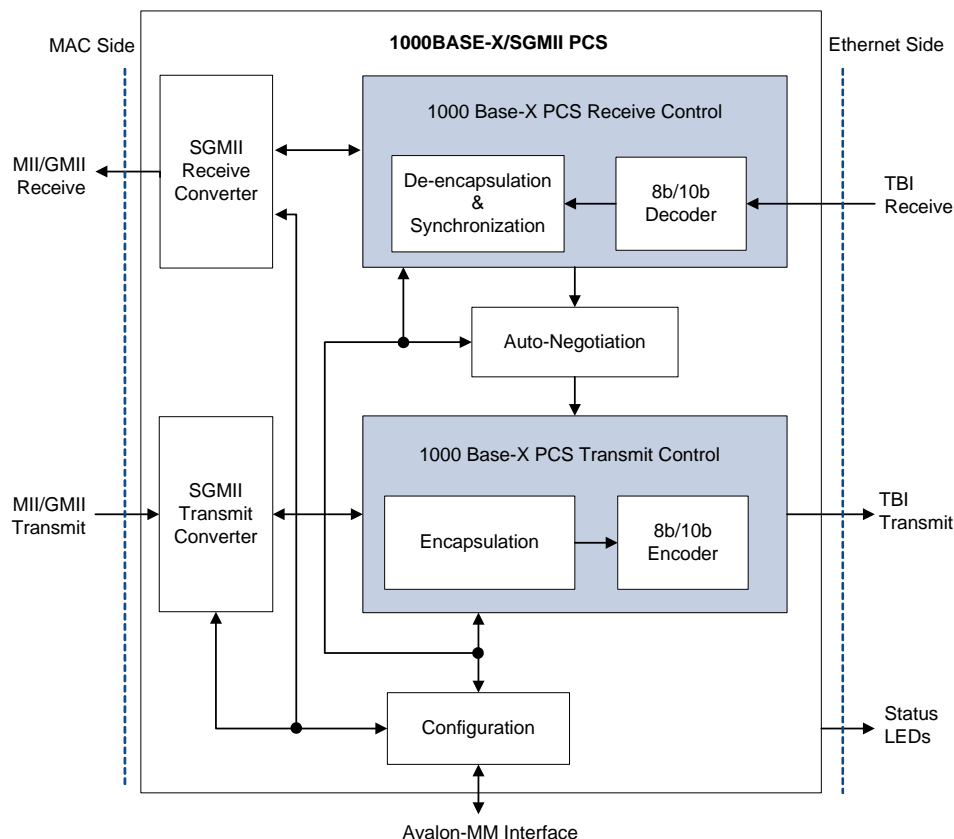 MAC Side
1000BASE-X/SGMII PCS
Ethernet Side
1000 Base-X PCS Receive Control
MII/GMII
Receive
SGMII
Receive
Converter
De-encapsulation
&
Synchronization
8b/10b
Decoder
TBI
Receive
Auto-Negotiation
1000 Base-X PCS Transmit Control
MII/GMII
Transmit
SGMII
Transmit
Converter
Encapsulation
8b/10b
Encoder
TBI
Transmit
Configuration
Status
LEDs
Avalon-MM Interface